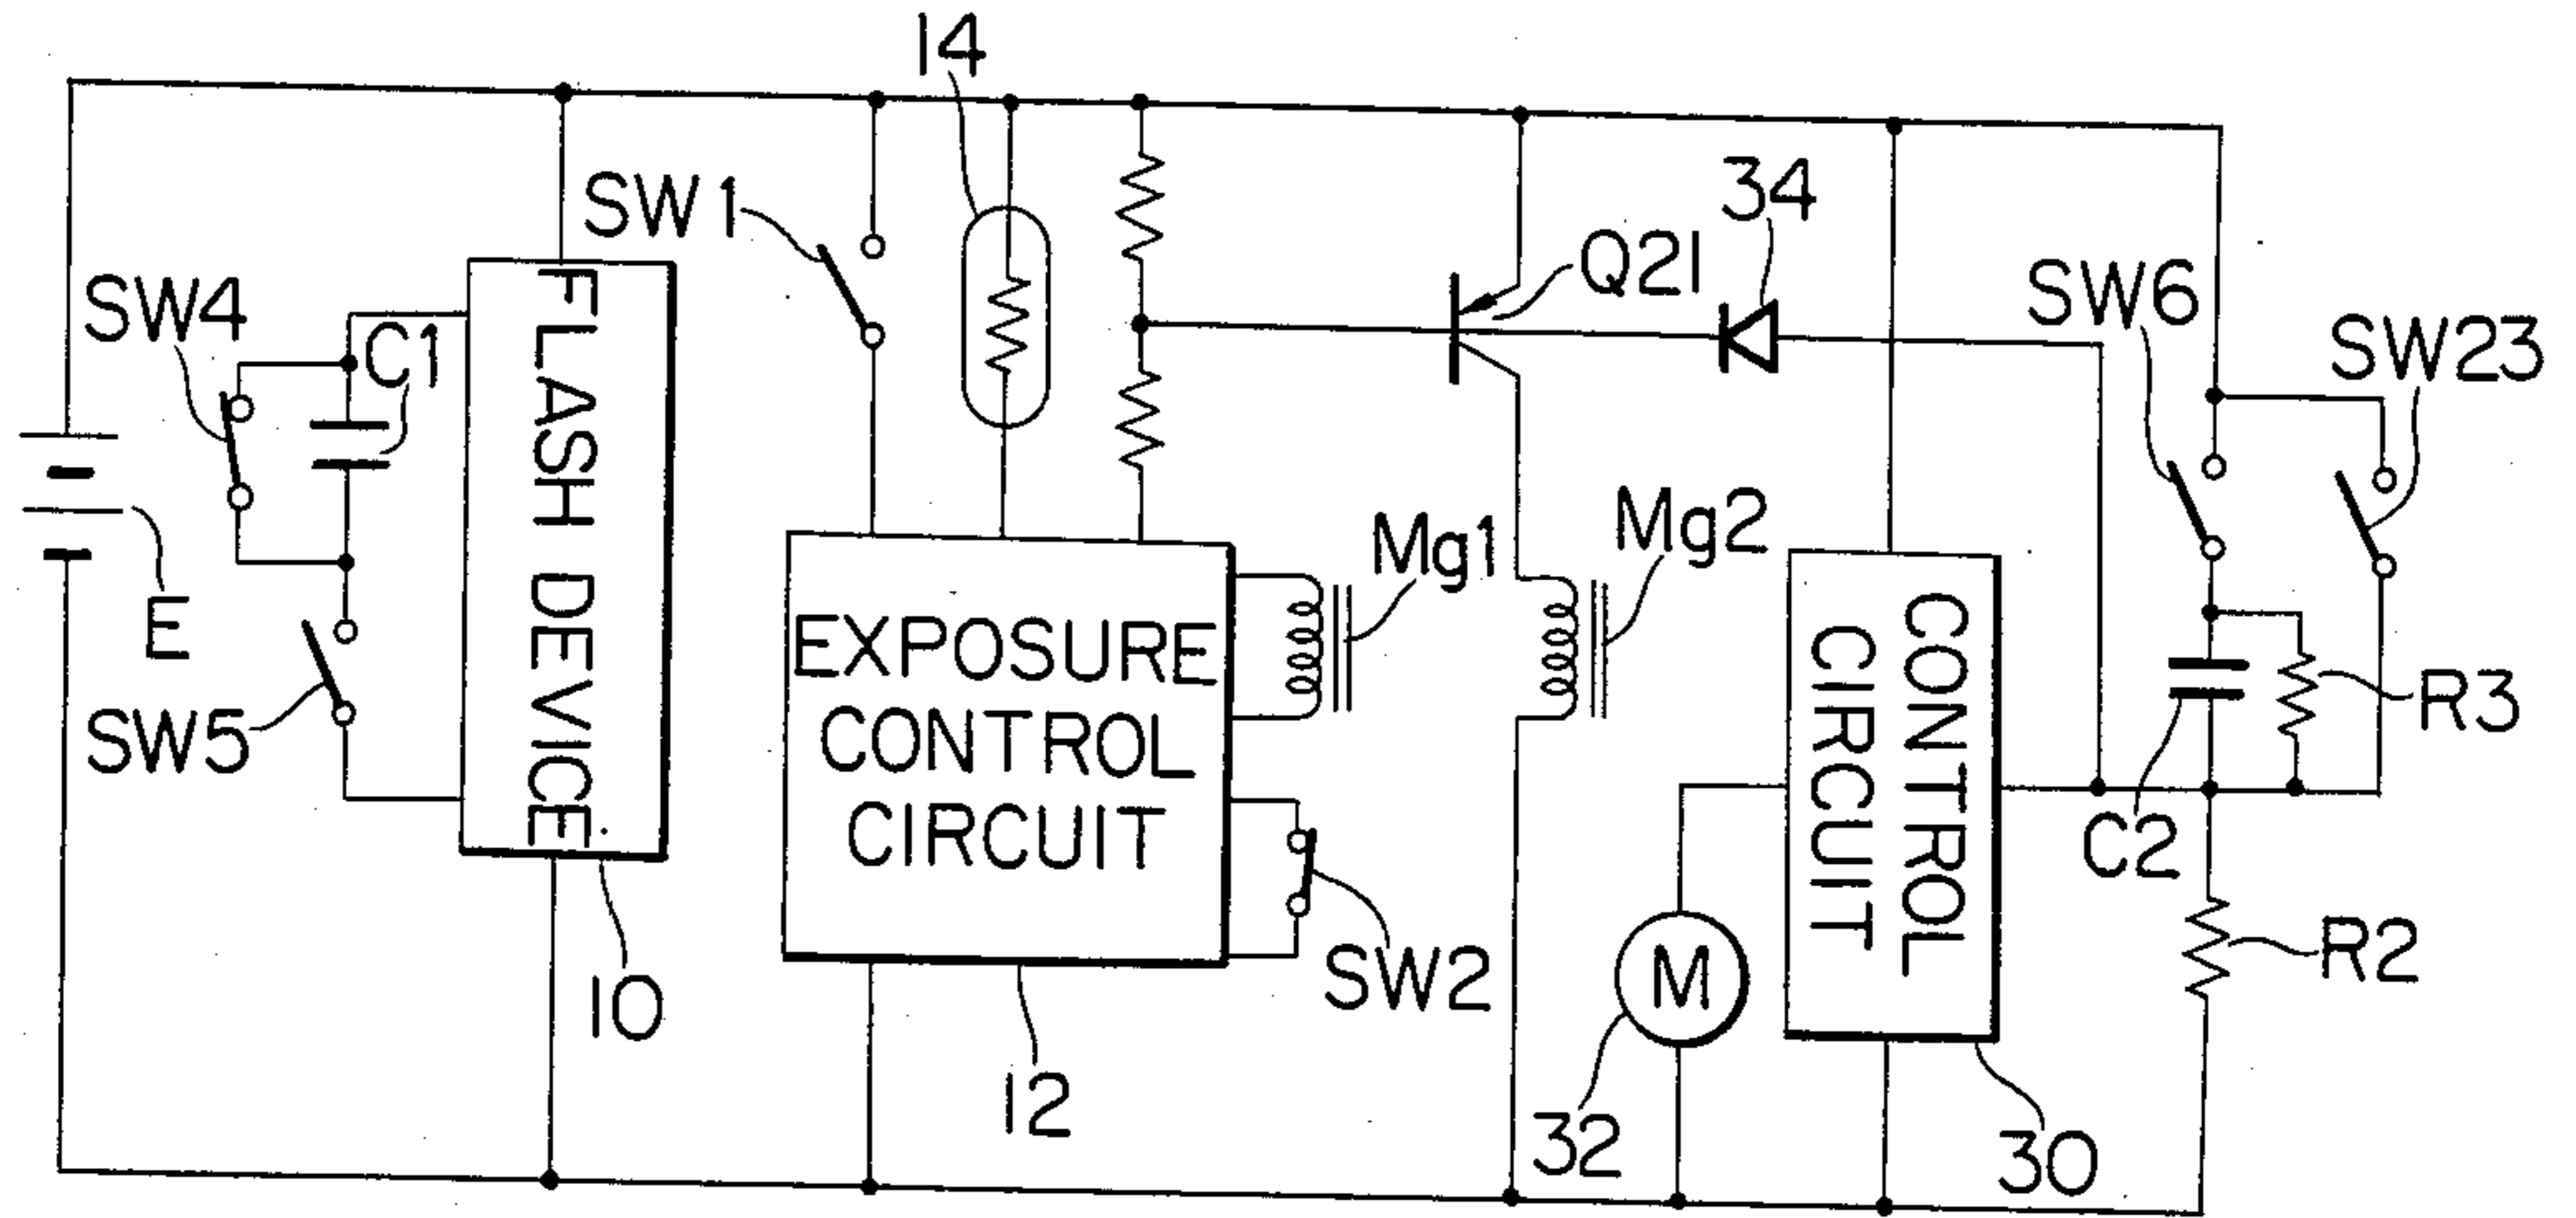 14
SW1
34
Q21
SW6
SW23
SW4
C1
FLASH DEVICE
E
SW5
Mg1
Mg2
EXPOSURE
CONTROL
CIRCUIT
CONTROL
CIRCUIT
R3
C2
SW2
R2
M
10
12
32
30